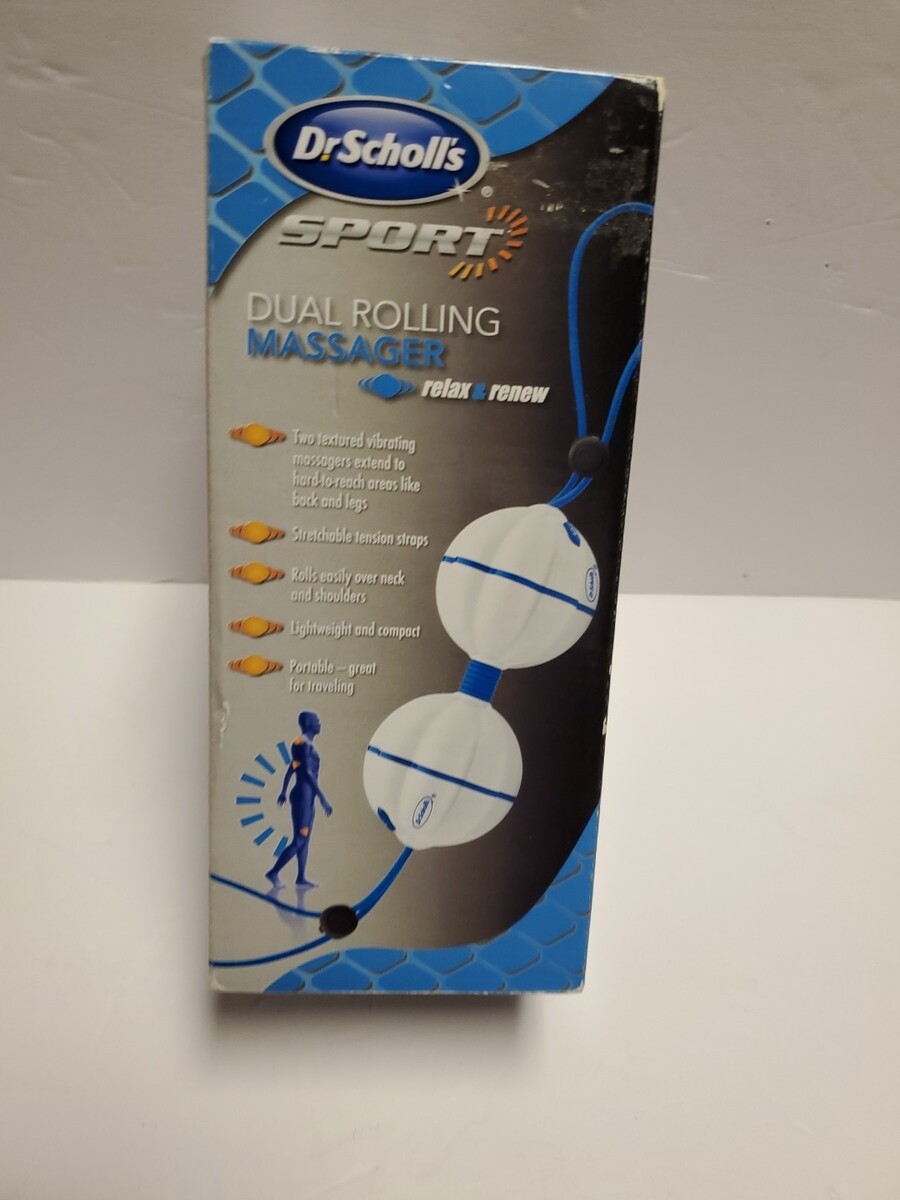 Dr.Scholl's
®
SPORT
DUAL ROLLING
MASSAGER
relax & renew
Two textured vibrating
massagers extend to
hard-to-reach areas like
back and legs
Stretchable tension straps
Rolls easily over neck
and shoulders
Lightweight and compact
Portable – great
for traveling